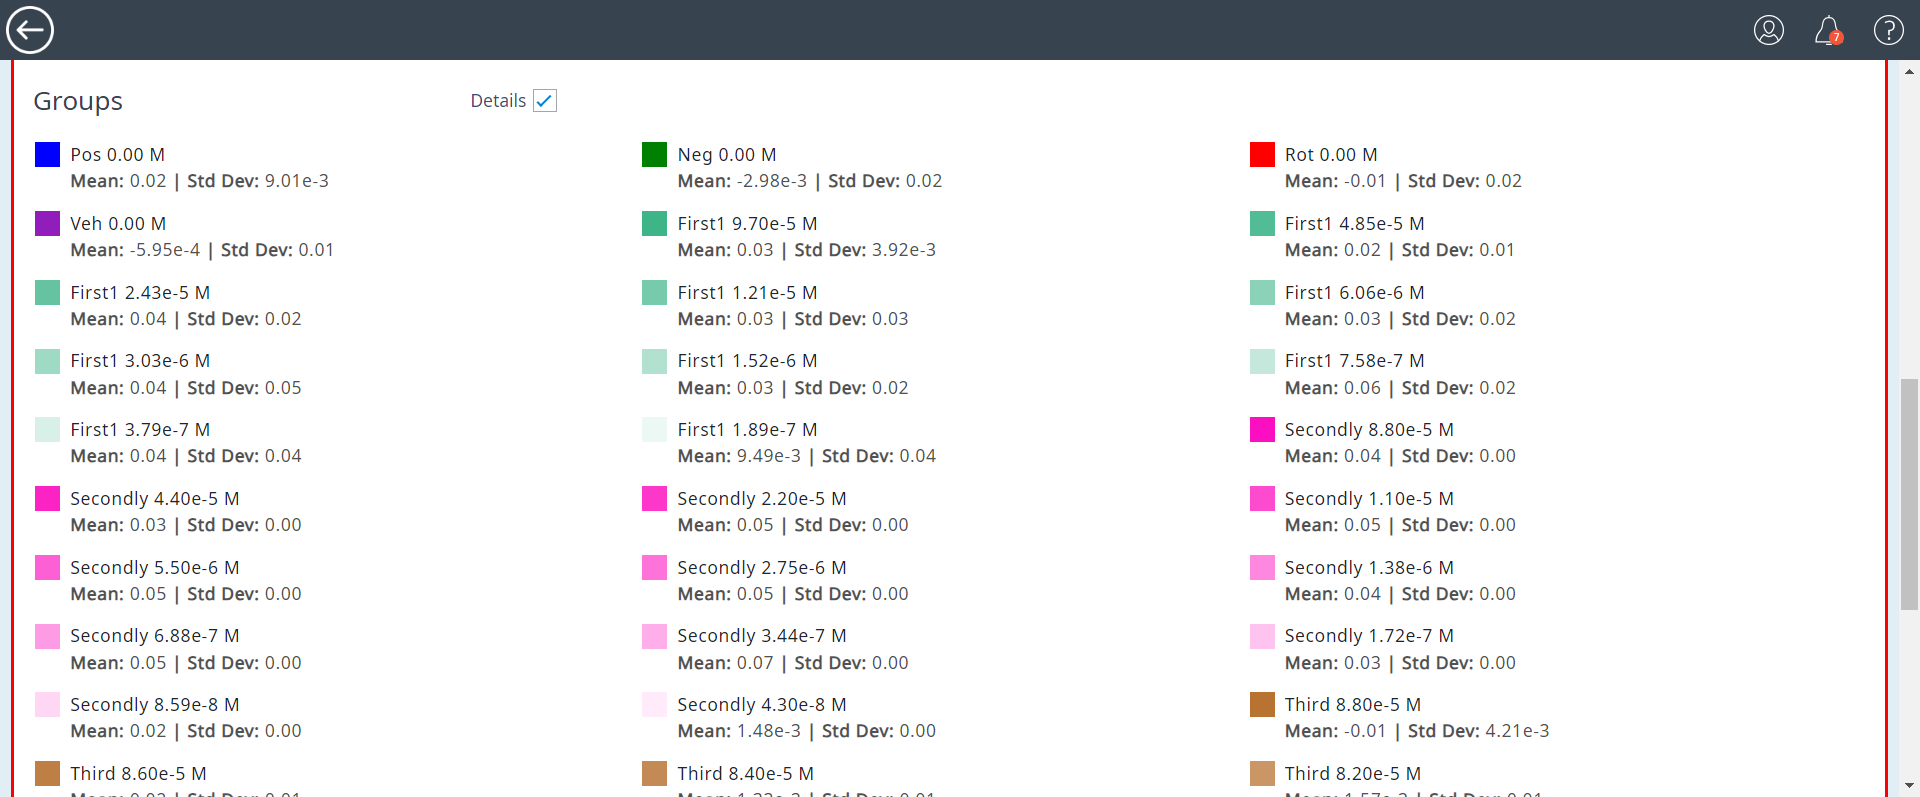 7
?
Groups
Details
Pos 0.00 M
Mean: 0.02 | Std Dev: 9.01e-3
Neg 0.00 M
Mean: -2.98e-3 | Std Dev: 0.02
Rot 0.00 M
Mean: -0.01 | Std Dev: 0.02
Veh 0.00 M
Mean: -5.95e-4 | Std Dev: 0.01
First1 9.70e-5 M
Mean: 0.03 | Std Dev: 3.92e-3
First1 4.85e-5 M
Mean: 0.02 | Std Dev: 0.01
First1 2.43e-5 M
Mean: 0.04 | Std Dev: 0.02
First1 1.21e-5 M
Mean: 0.03 | Std Dev: 0.03
First1 6.06e-6 M
Mean: 0.03 | Std Dev: 0.02
First1 3.03e-6 M
Mean: 0.04 | Std Dev: 0.05
First1 1.52e-6 M
Mean: 0.03 | Std Dev: 0.02
First1 7.58e-7 M
Mean: 0.06 | Std Dev: 0.02
First1 3.79e-7 M
Mean: 0.04 | Std Dev: 0.04
First1 1.89e-7 M
Mean: 9.49e-3 | Std Dev: 0.04
Secondly 8.80e-5 M
Mean: 0.04 | Std Dev: 0.00
Secondly 4.40e-5 M
Mean: 0.03 | Std Dev: 0.00
Secondly 2.20e-5 M
Mean: 0.05 | Std Dev: 0.00
Secondly 1.10e-5 M
Mean: 0.05 | Std Dev: 0.00
Secondly 5.50e-6 M
Mean: 0.05 | Std Dev: 0.00
Secondly 2.75e-6 M
Mean: 0.05 | Std Dev: 0.00
Secondly 1.38e-6 M
Mean: 0.04 | Std Dev: 0.00
Secondly 6.88e-7 M
Mean: 0.05 | Std Dev: 0.00
Secondly 3.44e-7 M
Mean: 0.07 | Std Dev: 0.00
Secondly 1.72e-7 M
Mean: 0.03 | Std Dev: 0.00
Secondly 8.59e-8 M
Mean: 0.02 | Std Dev: 0.00
Secondly 4.30e-8 M
Mean: 1.48e-3 | Std Dev: 0.00
Third 8.80e-5 M
Mean: -0.01 | Std Dev: 4.21e-3
Third 8.60e-5 M
Third 8.40e-5 M
Third 8.20e-5 M